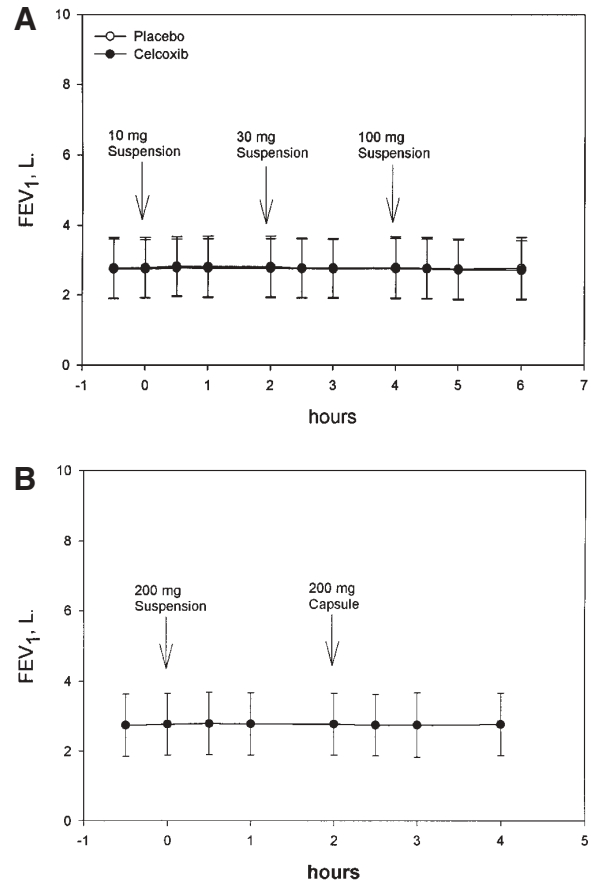 A
Placebo
Celcoxib
10 mg
Suspension
30 mg
Suspension
100 mg
Suspension
FEV1, L.
10
8
6
4
2
0
-1 0 1 2 3 4 5 6 7
hours
B
200 mg
Suspension
200 mg
Capsule
FEV1, L.
10
8
6
4
2
0
-1 0 1 2 3 4 5
hours